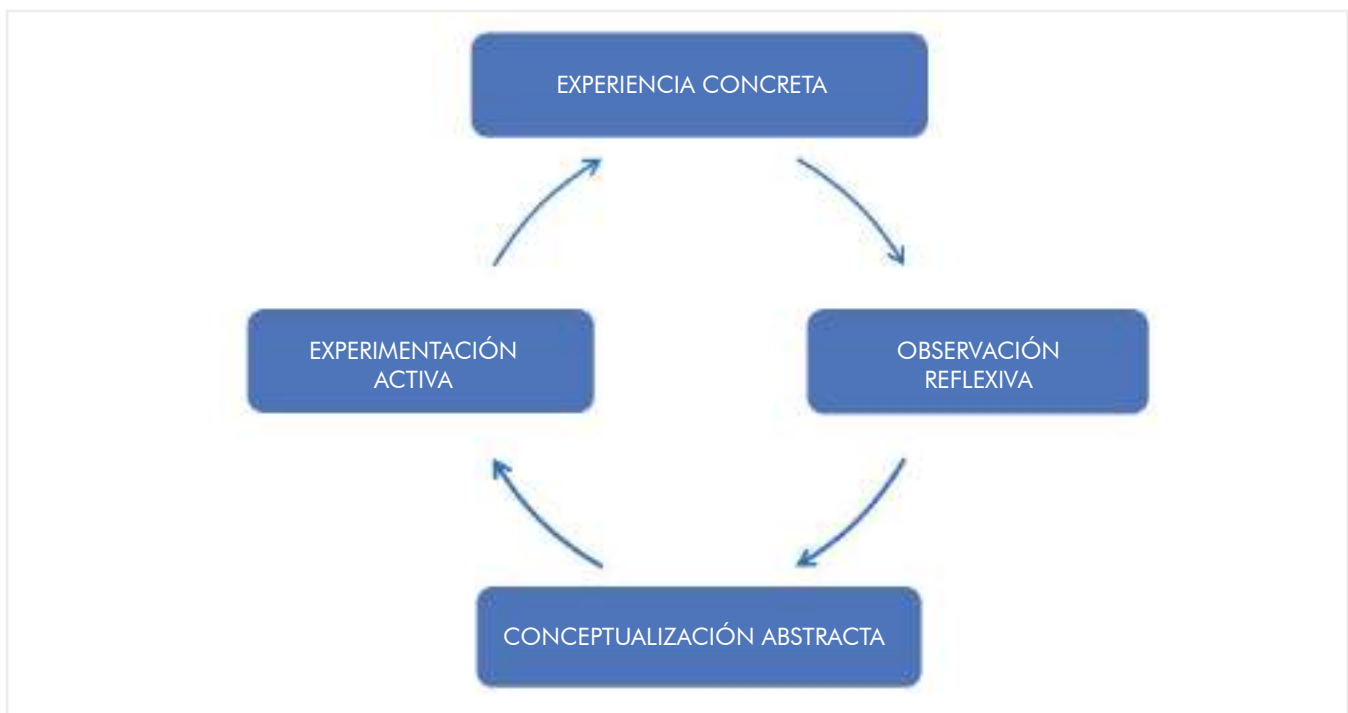 EXPERIENCIA CONCRETA
EXPERIMENTACIÓN
ACTIVA
OBSERVACIÓN
REFLEXIVA
CONCEPTUALIZACIÓN ABSTRACTA